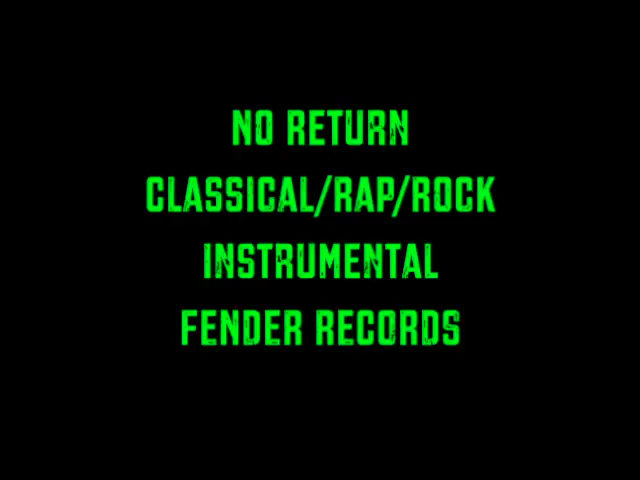 NO RETURN
CLASSICAL/RAP/ROCK
INSTRUMENTAL
FENDER RECORDS